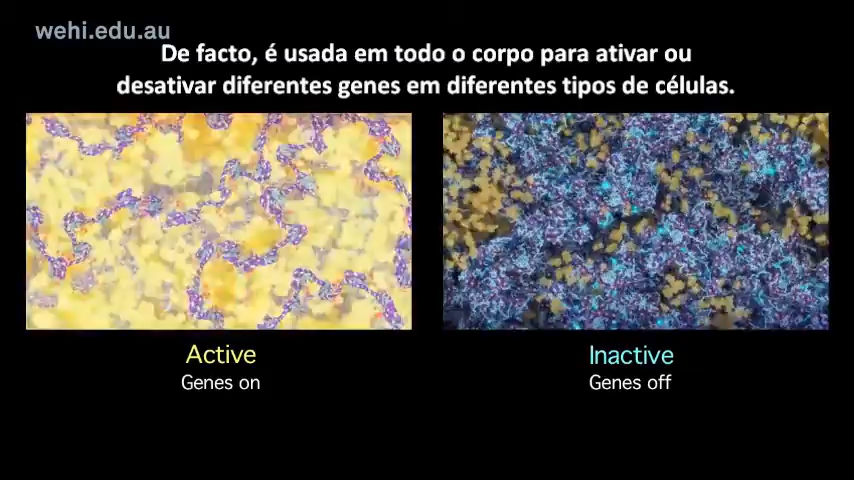 wehi.edu.au
De facto, é usada em todo o corpo para ativar ou
desativar diferentes genes em diferentes tipos de células.
Active
Genes on
Inactive
Genes off